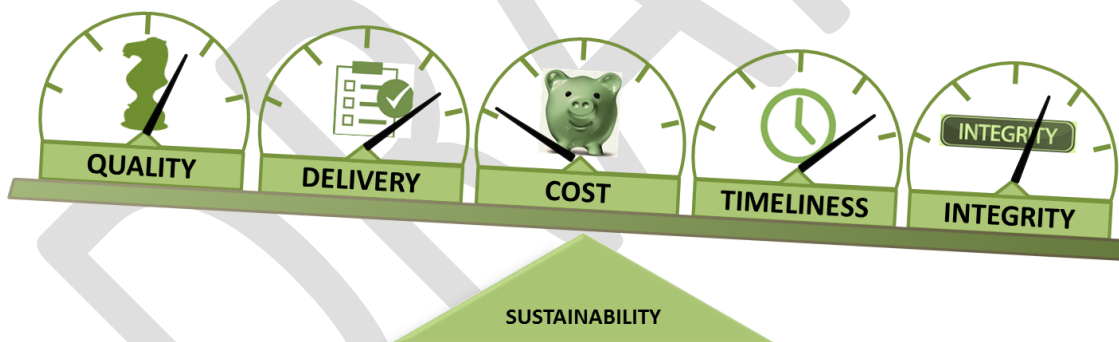 INTEGRITY
QUALITY
DELIVERY
COST
TIMELINESS
INTEGRITY
SUSTAINABILITY